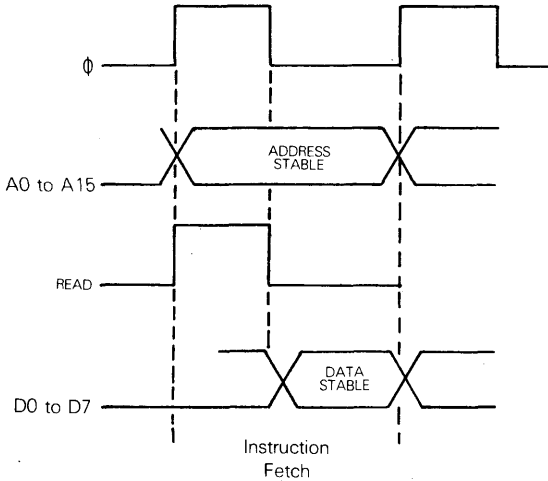 ϕ
ADDRESS
STABLE
A0 to A15
READ
DATA
STABLE
D0 to D7
Instruction
Fetch